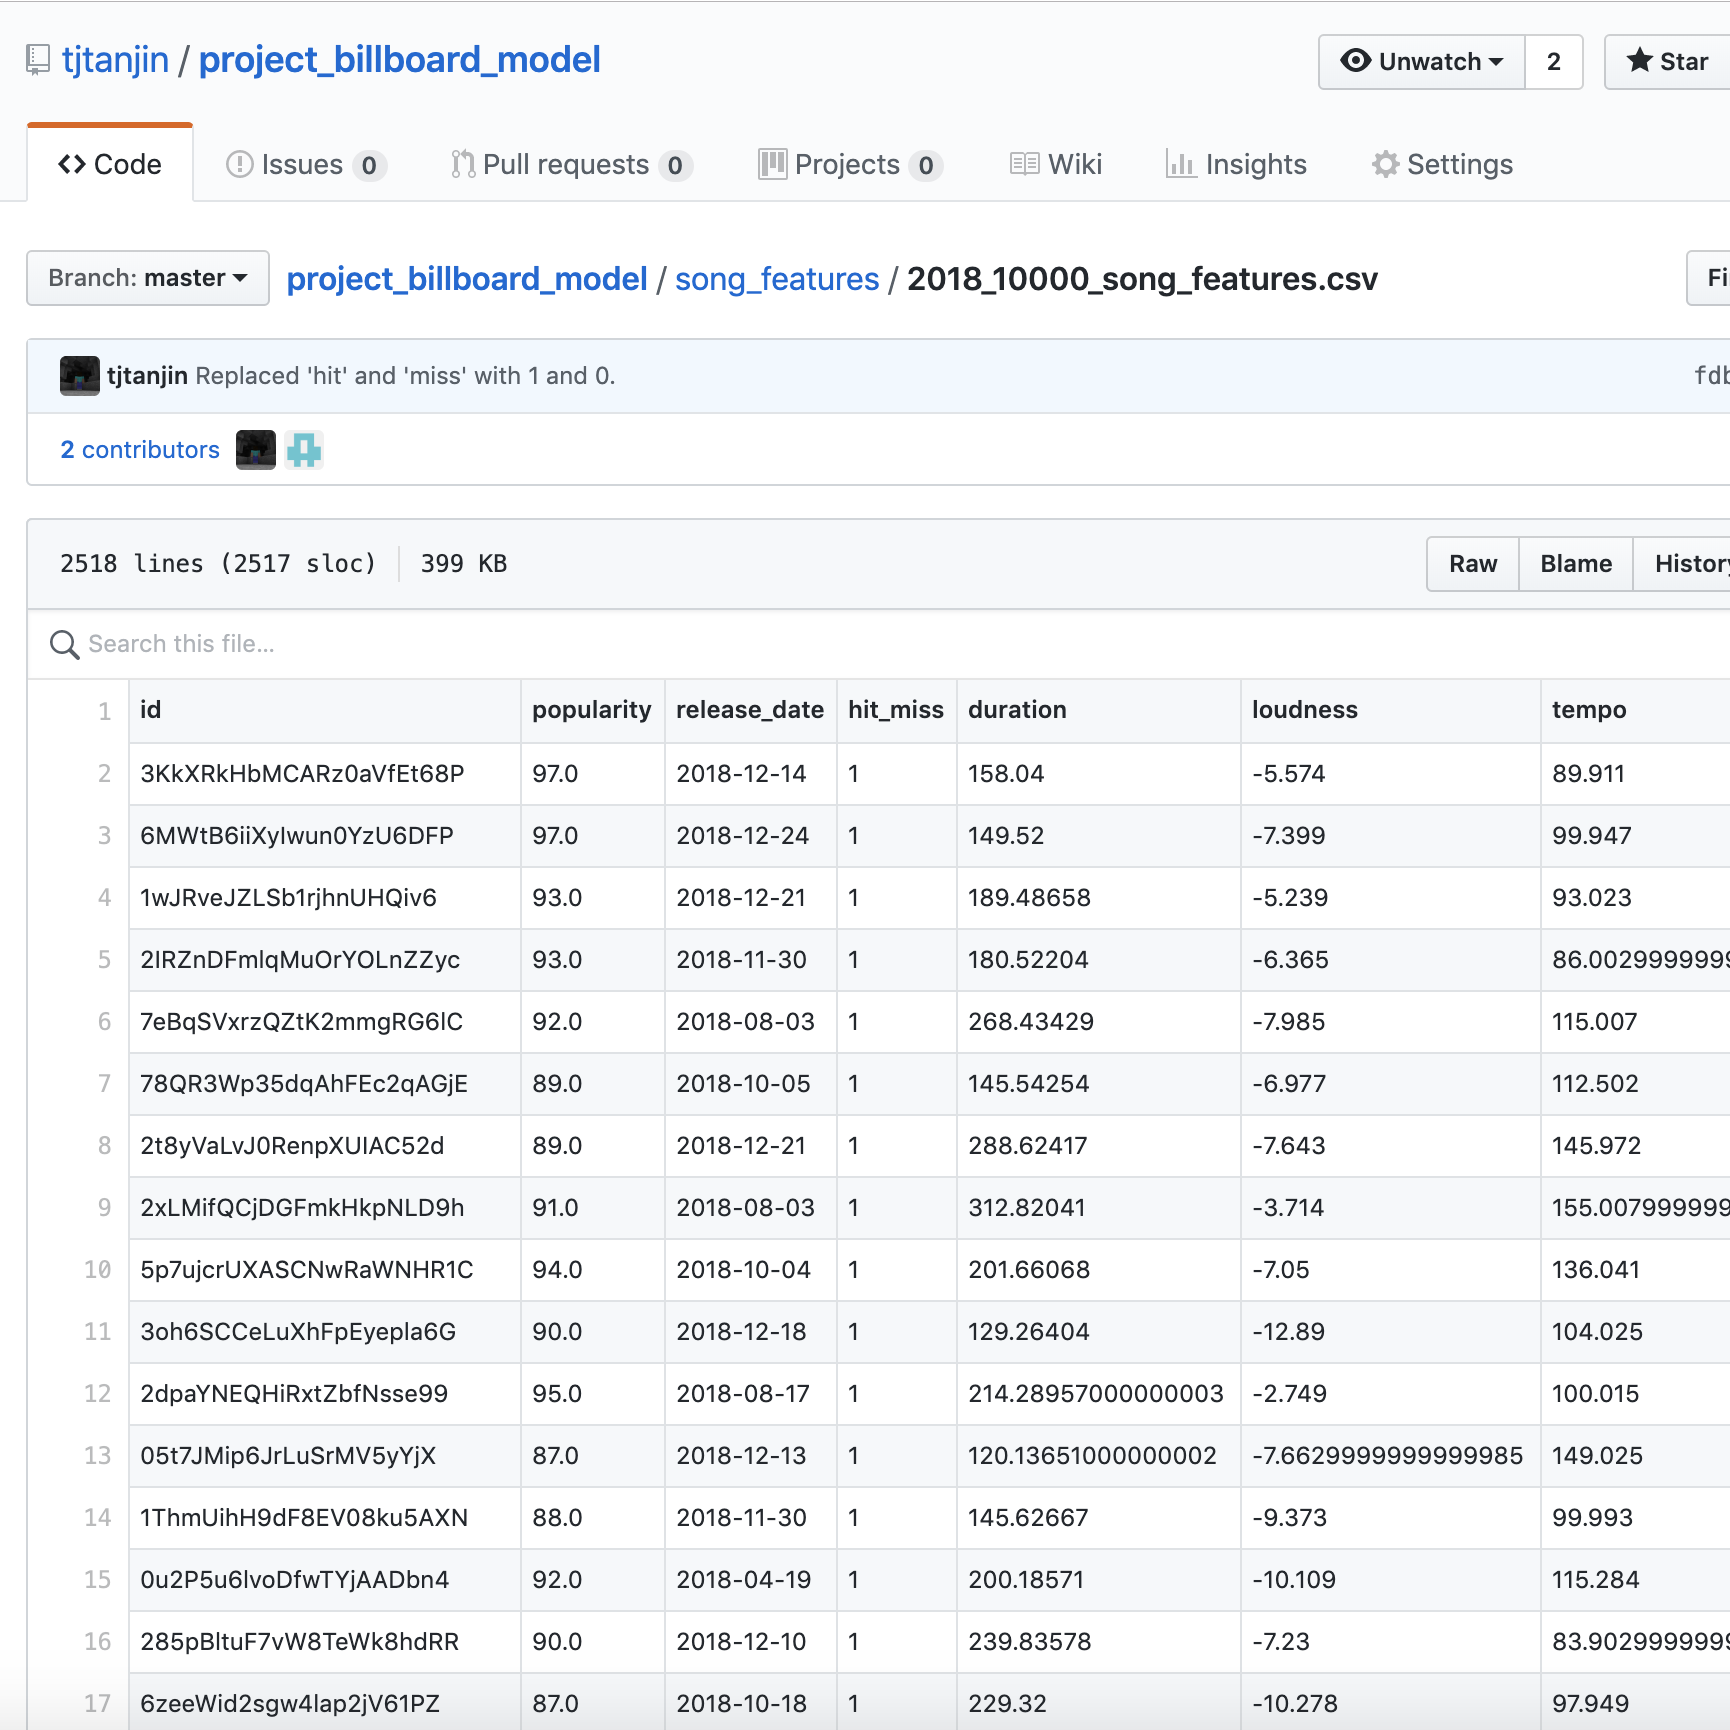 tjtanjin / project_billboard_model Unwatch 2 Star
Code Issues 0 Pull requests 0 Projects 0 Wiki Insights Settings
Branch: master project_billboard_model / song_features / 2018_10000_song_features.csv Fi
tjtanjin Replaced 'hit' and 'miss' with 1 and 0. fdb
2 contributors
2518 lines (2517 sloc) 399 KB Raw Blame History
Search this file...
1 id popularity release_date hit_miss duration loudness tempo
2 3KkXRkHbMCARz0aVfEt68P 97.0 2018-12-14 1 158.04 -5.574 89.911
3 6MWtB6iiXyIwun0YzU6DFP 97.0 2018-12-24 1 149.52 -7.399 99.947
4 1wJRveJZLSb1rjhnUHQiv6 93.0 2018-12-21 1 189.48658 -5.239 93.023
5 2IRZnDFmlqMuOrYOLnZZyc 93.0 2018-11-30 1 180.52204 -6.365 86.0029999999
6 7eBqSVxrzQZtK2mmgRG6lC 92.0 2018-08-03 1 268.43429 -7.985 115.007
7 78QR3Wp35dqAhFEc2qAGjE 89.0 2018-10-05 1 145.54254 -6.977 112.502
8 2t8yVaLvJ0RenpXUIAC52d 89.0 2018-12-21 1 288.62417 -7.643 145.972
9 2xLMifQCjDGFmkHkpNLD9h 91.0 2018-08-03 1 312.82041 -3.714 155.007999999
10 5p7ujcrUXASCNwRaWNHR1C 94.0 2018-10-04 1 201.66068 -7.05 136.041
11 3oh6SCCeLuXhFpEyepla6G 90.0 2018-12-18 1 129.26404 -12.89 104.025
12 2dpaYNEQHiRxtZbfNsse99 95.0 2018-08-17 1 214.28957000000003 -2.749 100.015
13 05t7JMip6JrLuSrMV5yYjX 87.0 2018-12-13 1 120.13651000000002 -7.6629999999999985 149.025
14 1ThmUihH9dF8EV08ku5AXN 88.0 2018-11-30 1 145.62667 -9.373 99.993
15 0u2P5u6lvoDfwTYjAADbn4 92.0 2018-04-19 1 200.18571 -10.109 115.284
16 285pBltuF7vW8TeWk8hdRR 90.0 2018-12-10 1 239.83578 -7.23 83.9029999999
17 6zeeWid2sgw4lap2jV61PZ 87.0 2018-10-18 1 229.32 -10.278 97.949